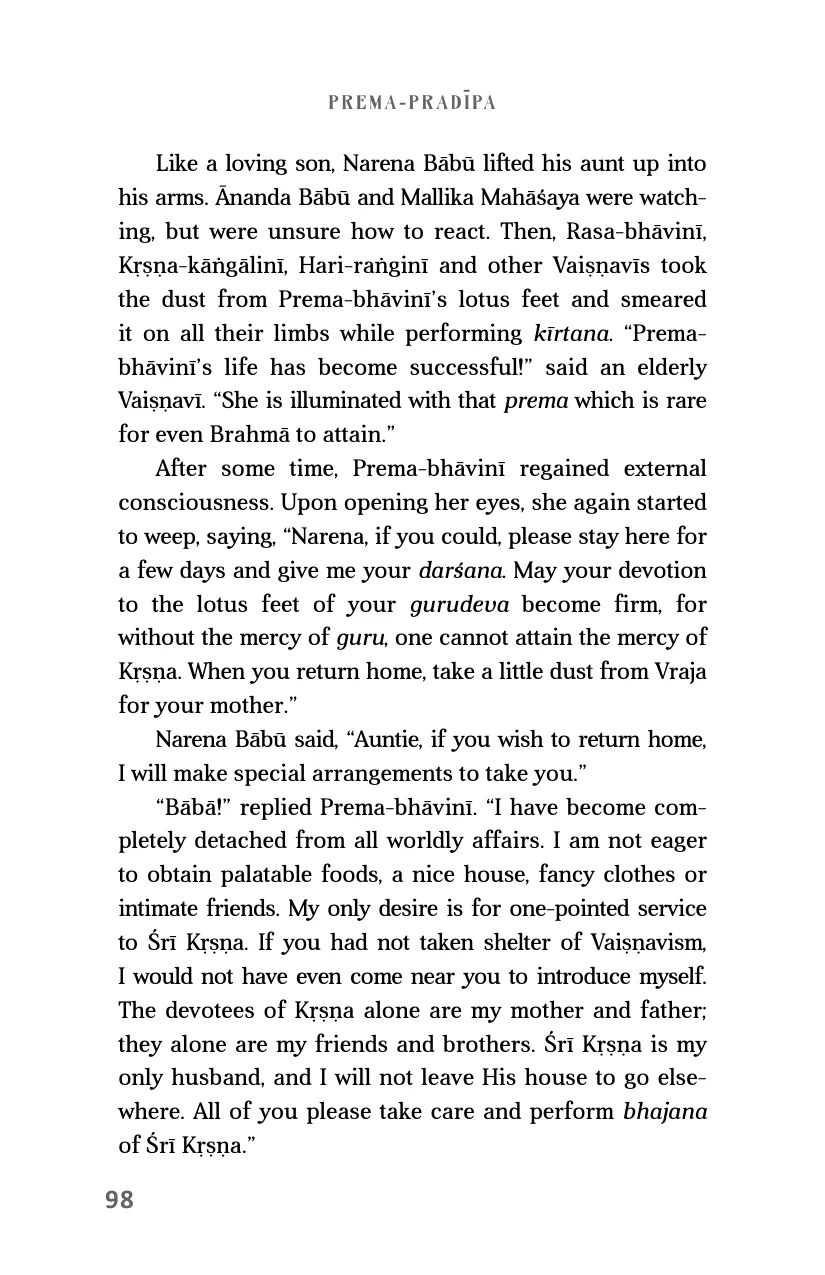 PREMA-PRADĪPA
Like a loving son, Narena Bābū lifted his aunt up into
his arms. Ānanda Bābū and Mallika Mahāśaya were watch-
ing, but were unsure how to react. Then, Rasa-bhāvinī,
Kṛṣṇa-kāṅgālinī, Hari-raṅginī and other Vaiṣṇavīs took
the dust from Prema-bhāvinī’s lotus feet and smeared
it on all their limbs while performing kīrtana. “Prema-
bhāvinī’s life has become successful!” said an elderly
Vaiṣṇavī. “She is illuminated with that prema which is rare
for even Brahmā to attain.”
After some time, Prema-bhāvinī regained external
consciousness. Upon opening her eyes, she again started
to weep, saying, “Narena, if you could, please stay here for
a few days and give me your darśana. May your devotion
to the lotus feet of your gurudeva become firm, for
without the mercy of guru, one cannot attain the mercy of
Kṛṣṇa. When you return home, take a little dust from Vraja
for your mother.”
Narena Bābū said, “Auntie, if you wish to return home,
I will make special arrangements to take you.”
“Bābā!” replied Prema-bhāvinī. “I have become com-
pletely detached from all worldly affairs. I am not eager
to obtain palatable foods, a nice house, fancy clothes or
intimate friends. My only desire is for one-pointed service
to Śrī Kṛṣṇa. If you had not taken shelter of Vaiṣṇavism,
I would not have even come near you to introduce myself.
The devotees of Kṛṣṇa alone are my mother and father;
they alone are my friends and brothers. Śrī Kṛṣṇa is my
only husband, and I will not leave His house to go else-
where. All of you please take care and perform bhajana
of Śrī Kṛṣṇa.”
98